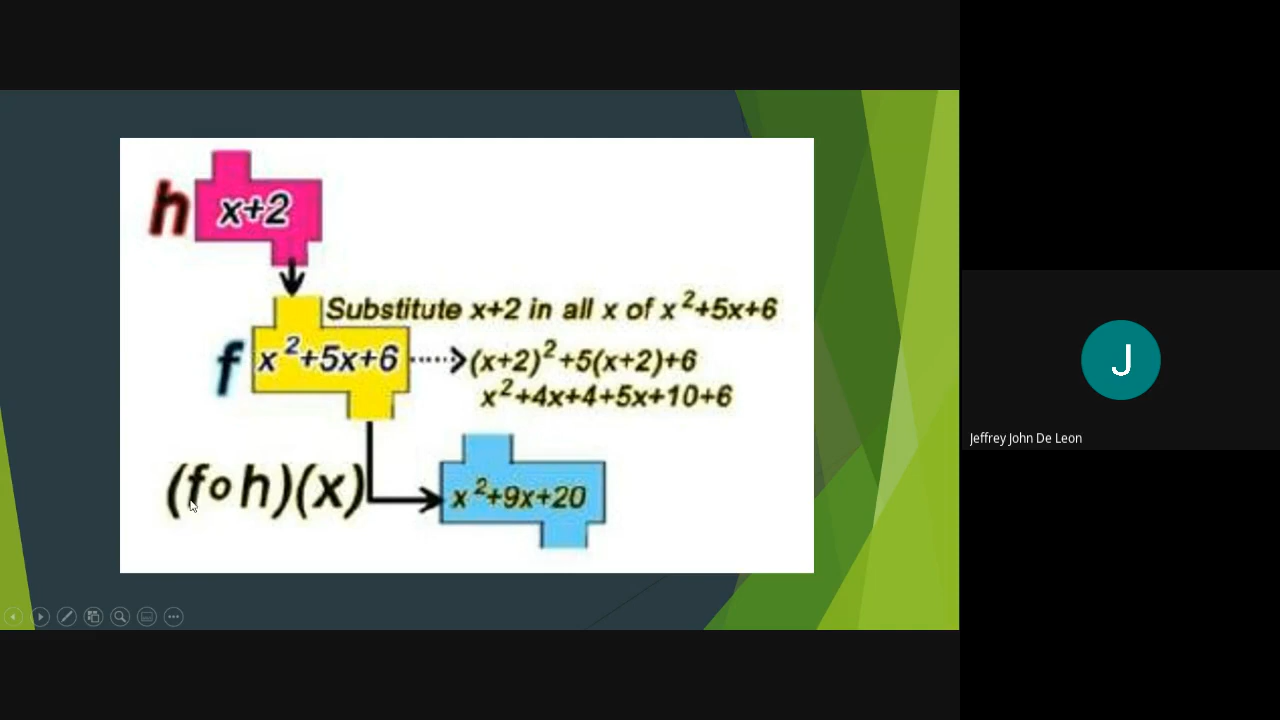 h x+2
Substitute x+2 in all x of x²+5x+6
f x²+5x+6 (x+2)²+5(x+2)+6
x²+4x+4+5x+10+6
(f∘h)(x) x²+9x+20
J
Jeffrey John De Leon